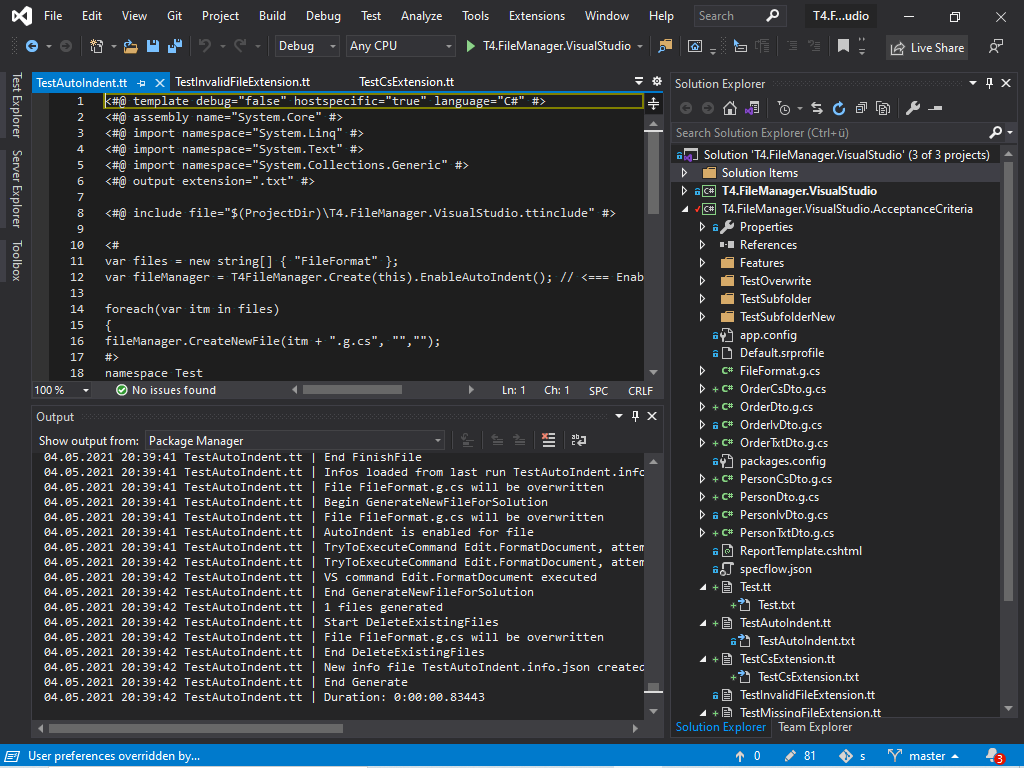 File Edit View Git Project Build Debug Test Analyze Tools Extensions Window Help Search T4.F...udio
Debug Any CPU T4.FileManager.VisualStudio Live Share
Test Explorer
Server Explorer
Toolbox
TestAutoIndent.tt TestInvalidFileExtension.tt TestCsExtension.tt
1 <#@ template debug="false" hostspecific="true" language="C#" #>
2 <#@ assembly name="System.Core" #>
3 <#@ import namespace="System.Linq" #>
4 <#@ import namespace="System.Text" #>
5 <#@ import namespace="System.Collections.Generic" #>
6 <#@ output extension=".txt" #>
7
8 <#@ include file="$(ProjectDir)\T4.FileManager.VisualStudio.ttinclude" #>
9
10 <#
11 var files = new string[] { "FileFormat" };
12 var fileManager = T4FileManager.Create(this).EnableAutoIndent(); // <=== Enab
13
14 foreach(var itm in files)
15 {
16 fileManager.CreateNewFile(itm + ".g.cs", "","");
17 #>
18 namespace Test
100 % No issues found Ln: 1 Ch: 1 SPC CRLF
Output
Show output from: Package Manager
04.05.2021 20:39:41 TestAutoIndent.tt | End FinishFile
04.05.2021 20:39:41 TestAutoIndent.tt | Infos loaded from last run TestAutoIndent.info
04.05.2021 20:39:41 TestAutoIndent.tt | File FileFormat.g.cs will be overwritten
04.05.2021 20:39:41 TestAutoIndent.tt | Begin GenerateNewFileForSolution
04.05.2021 20:39:41 TestAutoIndent.tt | File FileFormat.g.cs will be overwritten
04.05.2021 20:39:41 TestAutoIndent.tt | AutoIndent is enabled for file
04.05.2021 20:39:41 TestAutoIndent.tt | TryToExecuteCommand Edit.FormatDocument, attem
04.05.2021 20:39:42 TestAutoIndent.tt | TryToExecuteCommand Edit.FormatDocument, attem
04.05.2021 20:39:42 TestAutoIndent.tt | VS command Edit.FormatDocument executed
04.05.2021 20:39:42 TestAutoIndent.tt | End GenerateNewFileForSolution
04.05.2021 20:39:42 TestAutoIndent.tt | 1 files generated
04.05.2021 20:39:42 TestAutoIndent.tt | Start DeleteExistingFiles
04.05.2021 20:39:42 TestAutoIndent.tt | File FileFormat.g.cs will be overwritten
04.05.2021 20:39:42 TestAutoIndent.tt | End DeleteExistingFiles
04.05.2021 20:39:42 TestAutoIndent.tt | New info file TestAutoIndent.info.json created
04.05.2021 20:39:42 TestAutoIndent.tt | End Generate
04.05.2021 20:39:42 TestAutoIndent.tt | Duration: 0:00:00.83443
Solution Explorer
Search Solution Explorer (Ctrl+ü)
Solution 'T4.FileManager.VisualStudio' (3 of 3 projects)
Solution Items
C# T4.FileManager.VisualStudio
C# T4.FileManager.VisualStudio.AcceptanceCriteria
Properties
References
Features
TestOverwrite
TestSubfolder
TestSubfolderNew
app.config
Default.srprofile
C# FileFormat.g.cs
C# OrderCsDto.g.cs
C# OrderDto.g.cs
C# OrderIvDto.g.cs
C# OrderTxtDto.g.cs
packages.config
C# PersonCsDto.g.cs
C# PersonDto.g.cs
C# PersonIvDto.g.cs
C# PersonTxtDto.g.cs
ReportTemplate.cshtml
specflow.json
Test.tt
Test.txt
TestAutoIndent.tt
TestAutoIndent.txt
TestCsExtension.tt
TestCsExtension.txt
TestInvalidFileExtension.tt
TestMissingFileExtension.tt
Solution Explorer Team Explorer
User preferences overridden by... 0 81 s master 3